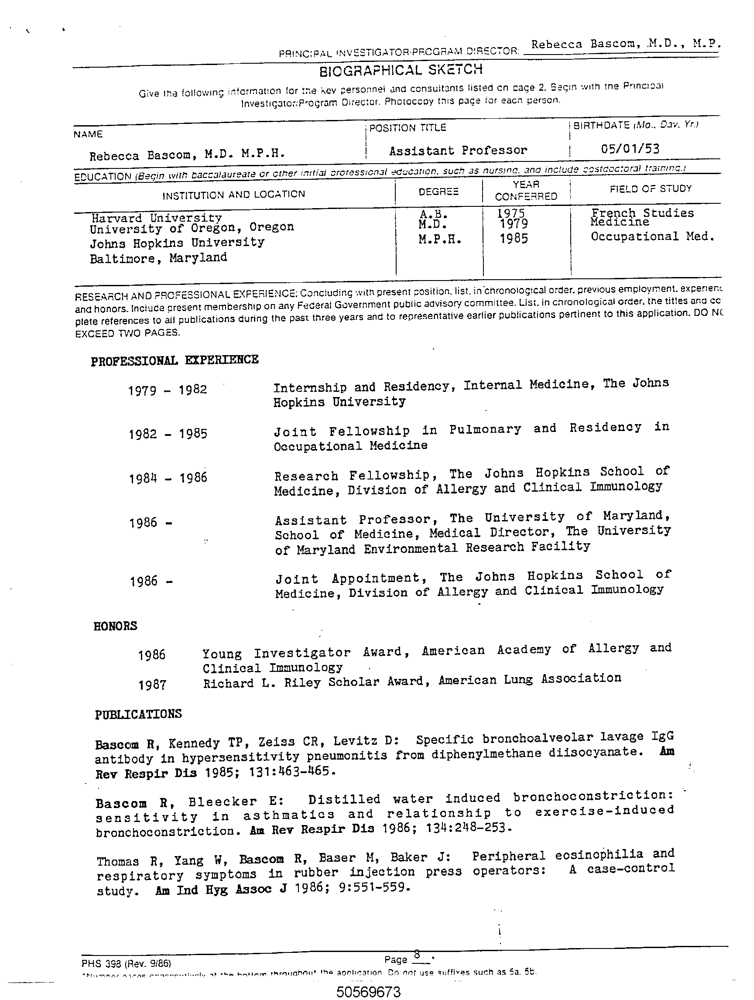 PRINCIPAL INVESTIGATOR/PROGRAM DIRECTOR: Rebecca Bascom, M.D., M.P.
BIOGRAPHICAL SKETCH
Give the following information for the key personnel and consultants listed on page 2. Begin with the Principal
Investigator/Program Director. Photocopy this page for each person.
NAME
Rebecca Bascom, M.D. M.P.H.
POSITION TITLE
Assistant Professor
BIRTHDATE (Mo., Day, Yr.)
05/01/53
EDUCATION (Begin with baccalaureate or other initial professional education, such as nursing, and include postdoctoral training.)
INSTITUTION AND LOCATION DEGREE YEAR CONFERRED FIELD OF STUDY
Harvard University A.B. 1975 French Studies
University of Oregon, Oregon M.D. 1979 Medicine
Johns Hopkins University M.P.H. 1985 Occupational Med.
Baltimore, Maryland
RESEARCH AND PROFESSIONAL EXPERIENCE: Concluding with present position, list, in chronological order, previous employment, experienc
and honors. Include present membership on any Federal Government public advisory committee. List, in chronological order, the titles and co
plete references to all publications during the past three years and to representative earlier publications pertinent to this application. DO NO
EXCEED TWO PAGES.
PROFESSIONAL EXPERIENCE
1979 - 1982 Internship and Residency, Internal Medicine, The Johns
Hopkins University
1982 - 1985 Joint Fellowship in Pulmonary and Residency in
Occupational Medicine
1984 - 1986 Research Fellowship, The Johns Hopkins School of
Medicine, Division of Allergy and Clinical Immunology
1986 - Assistant Professor, The University of Maryland,
School of Medicine, Medical Director, The University
of Maryland Environmental Research Facility
1986 - Joint Appointment, The Johns Hopkins School of
Medicine, Division of Allergy and Clinical Immunology
HONORS
1986 Young Investigator Award, American Academy of Allergy and
Clinical Immunology
1987 Richard L. Riley Scholar Award, American Lung Association
PUBLICATIONS
Bascom R, Kennedy TP, Zeiss CR, Levitz D: Specific bronchoalveolar lavage IgG
antibody in hypersensitivity pneumonitis from diphenylmethane diisocyanate. Am
Rev Respir Dis 1985; 131:463-465.
Bascom R, Bleecker E: Distilled water induced bronchoconstriction:
sensitivity in asthmatics and relationship to exercise-induced
bronchoconstriction. Am Rev Respir Dis 1986; 134:248-253.
Thomas R, Yang W, Bascom R, Baser M, Baker J: Peripheral eosinophilia and
respiratory symptoms in rubber injection press operators: A case-control
study. Am Ind Hyg Assoc J 1986; 9:551-559.
PHS 398 (Rev. 9/86) Page 8
*Number pages consecutively at the bottom throughout the application. Do not use suffixes such as 5a, 5b.
50569673